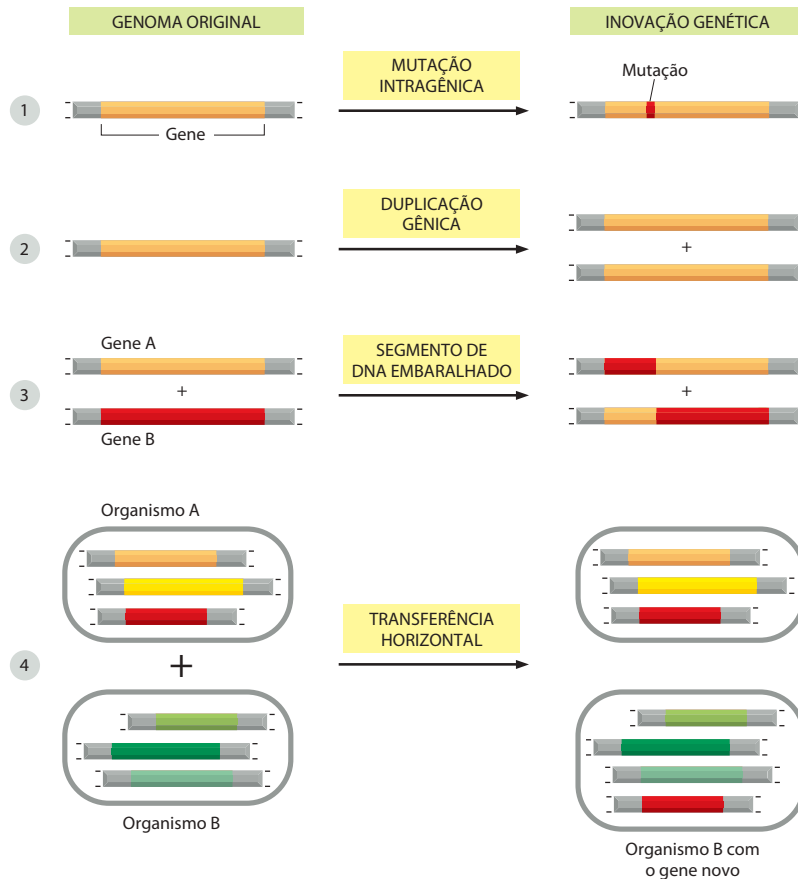 GENOMA ORIGINAL
INOVAÇÃO GENÉTICA
1
Gene
MUTAÇÃO
INTRAGÊNICA
Mutação
2
DUPLICAÇÃO
GÊNICA
+
3
Gene A
+
Gene B
SEGMENTO DE
DNA EMBARALHADO
+
4
Organismo A
+
Organismo B
TRANSFERÊNCIA
HORIZONTAL
Organismo B com
o gene novo